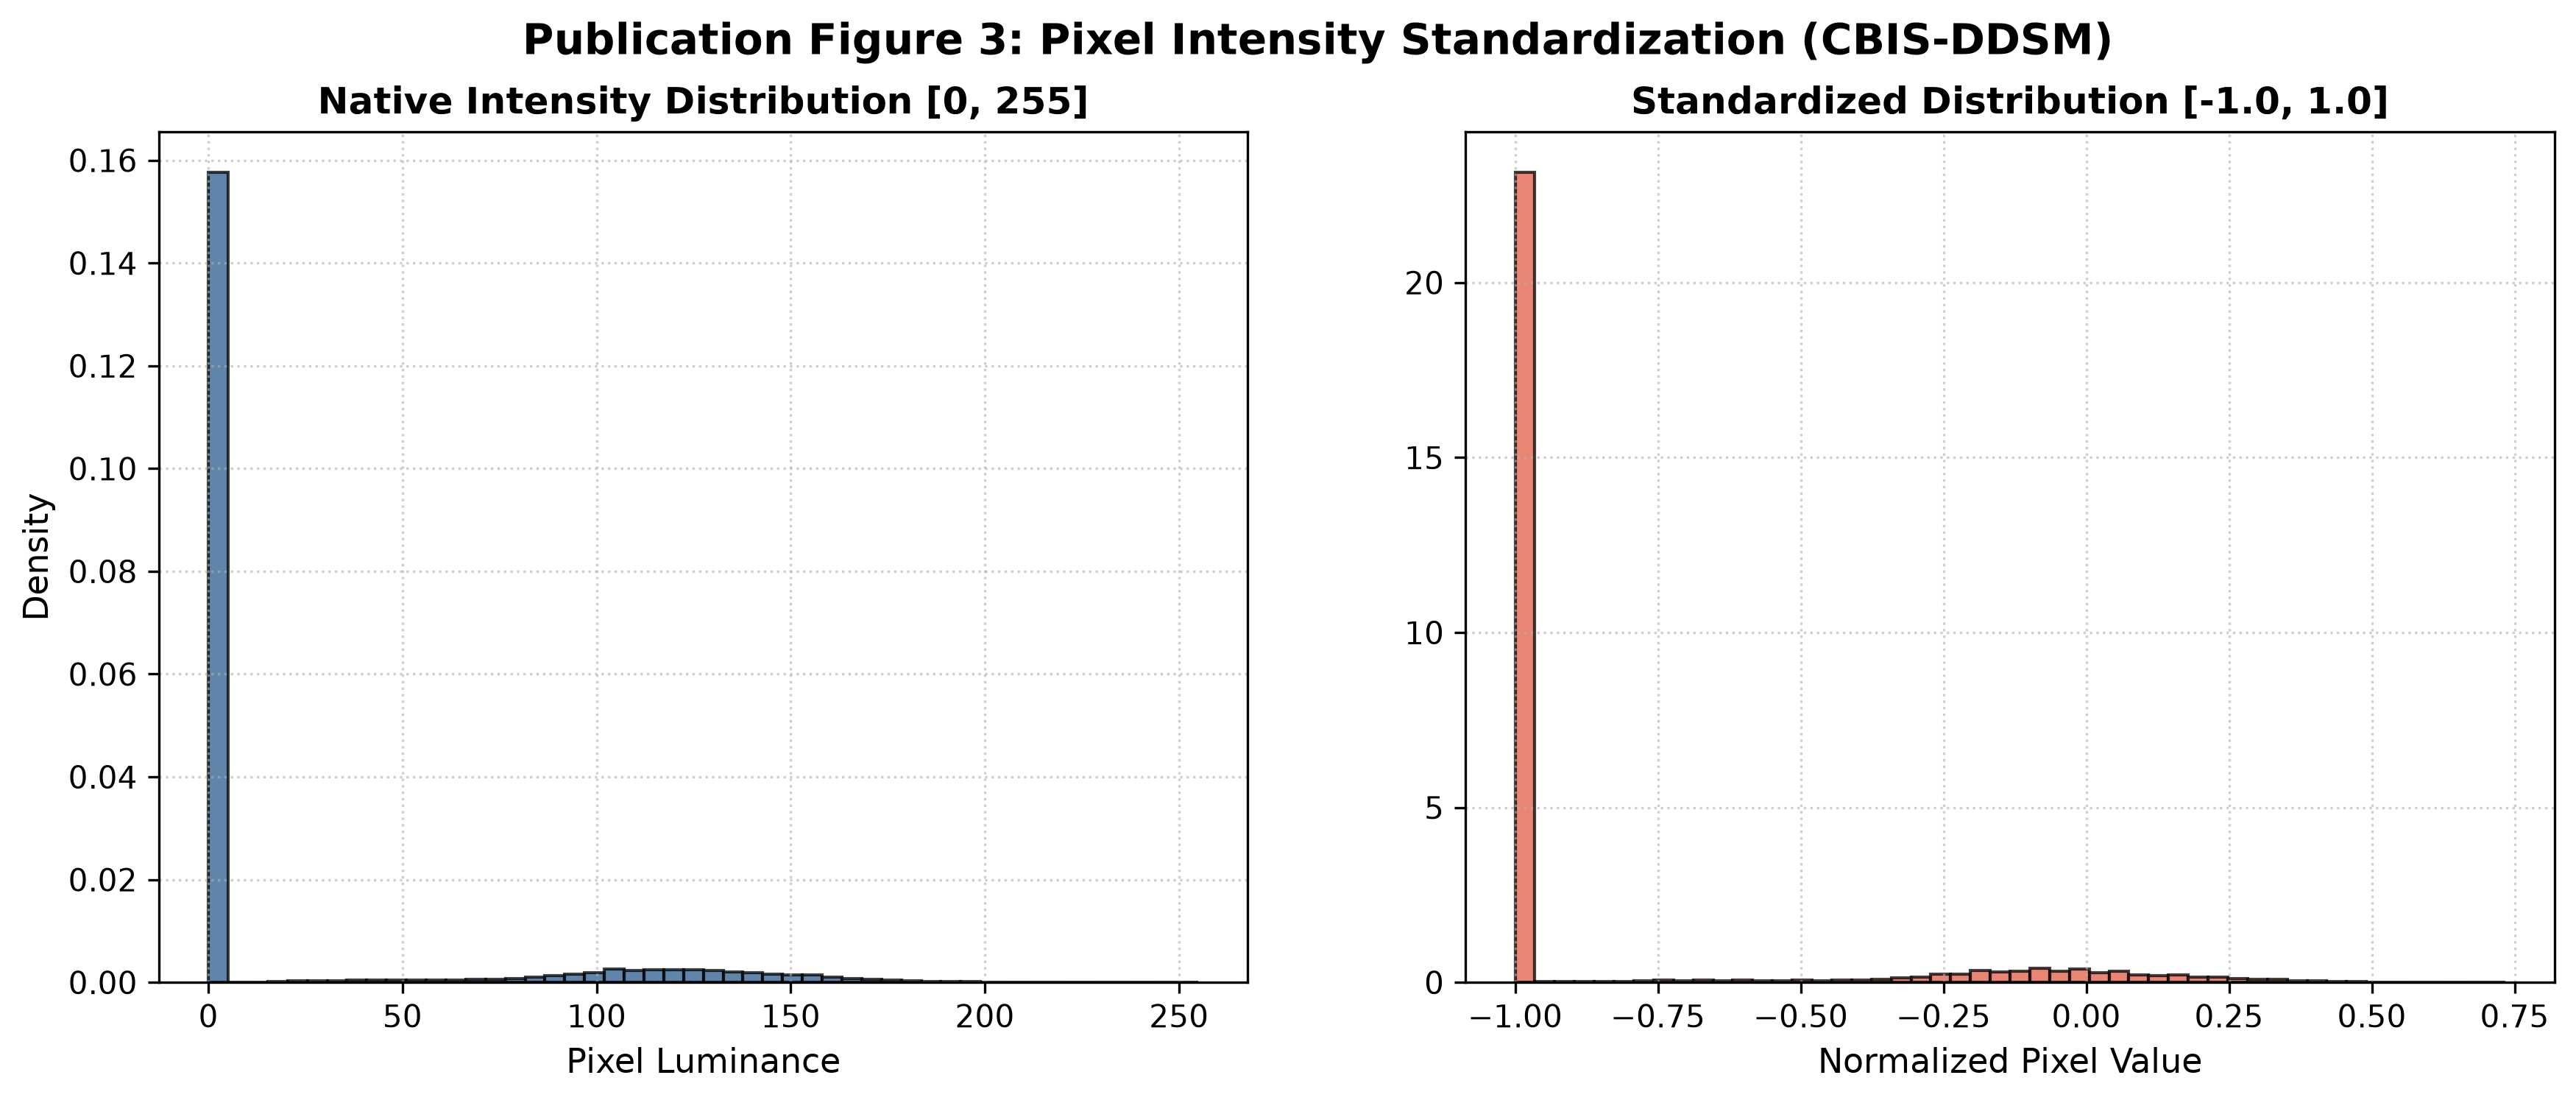 Publication Figure 3: Pixel Intensity Standardization (CBIS-DDSM)
Native Intensity Distribution [0, 255]
Density
0.16
0.14
0.12
0.10
0.08
0.06
0.04
0.02
0.00
0 50 100 150 200 250
Pixel Luminance
Standardized Distribution [-1.0, 1.0]
20
15
10
5
0
−1.00 −0.75 −0.50 −0.25 0.00 0.25 0.50 0.75
Normalized Pixel Value